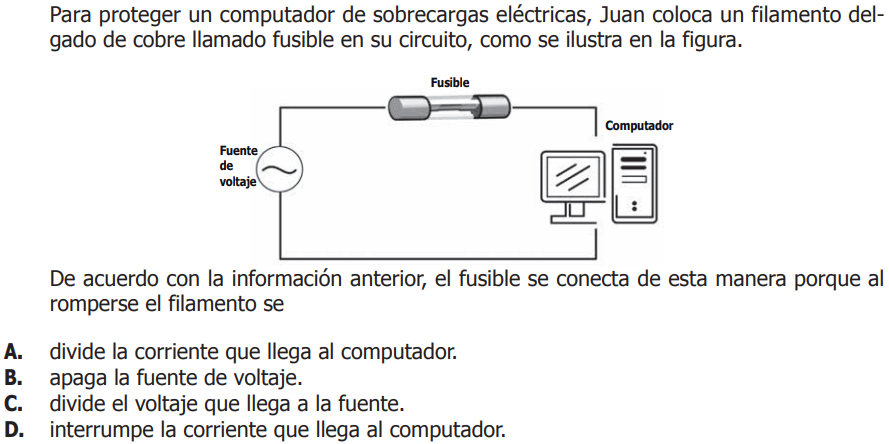 Para proteger un computador de sobrecargas eléctricas, Juan coloca un filamento del-
gado de cobre llamado fusible en su circuito, como se ilustra en la figura.
Fusible
Computador
Fuente
de
voltaje
De acuerdo con la información anterior, el fusible se conecta de esta manera porque al
romperse el filamento se
A. divide la corriente que llega al computador.
B. apaga la fuente de voltaje.
C. divide el voltaje que llega a la fuente.
D. interrumpe la corriente que llega al computador.